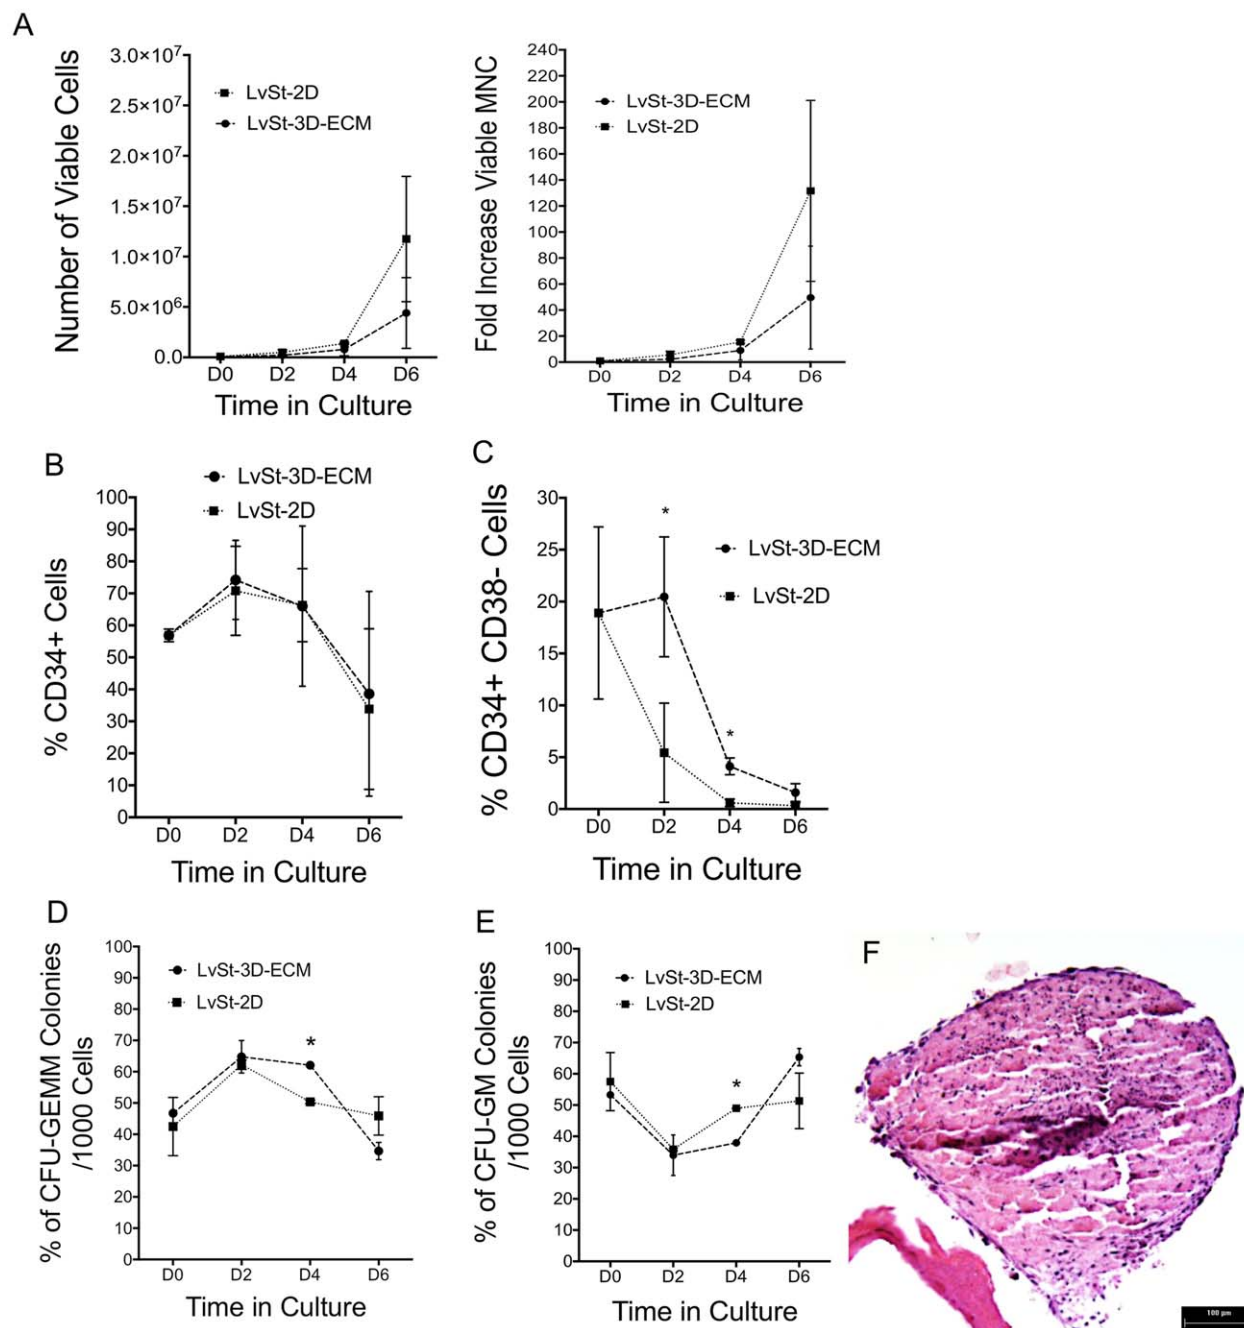 A
Number of Viable Cells
3.0×10⁷
2.5×10⁷
2.0×10⁷
1.5×10⁷
1.0×10⁷
5.0×10⁶
0.0
LvSt-2D
LvSt-3D-ECM
D0 D2 D4 D6
Time in Culture
Fold Increase Viable MNC
240
220
200
180
160
140
120
100
80
60
40
20
0
LvSt-3D-ECM
LvSt-2D
D0 D2 D4 D6
Time in Culture
B
% CD34+ Cells
100
90
80
70
60
50
40
30
20
10
0
LvSt-3D-ECM
LvSt-2D
D0 D2 D4 D6
Time in Culture
C
% CD34+ CD38- Cells
30
25
20
15
10
5
0
*
*
LvSt-3D-ECM
LvSt-2D
D0 D2 D4 D6
Time in Culture
D
% of CFU-GEMM Colonies
/1000 Cells
100
90
80
70
60
50
40
30
20
10
0
LvSt-3D-ECM
LvSt-2D
*
D0 D2 D4 D6
Time in Culture
E
% of CFU-GM Colonies
/1000 Cells
100
90
80
70
60
50
40
30
20
10
0
LvSt-3D-ECM
LvSt-2D
*
D0 D2 D4 D6
Time in Culture
F
100 µm